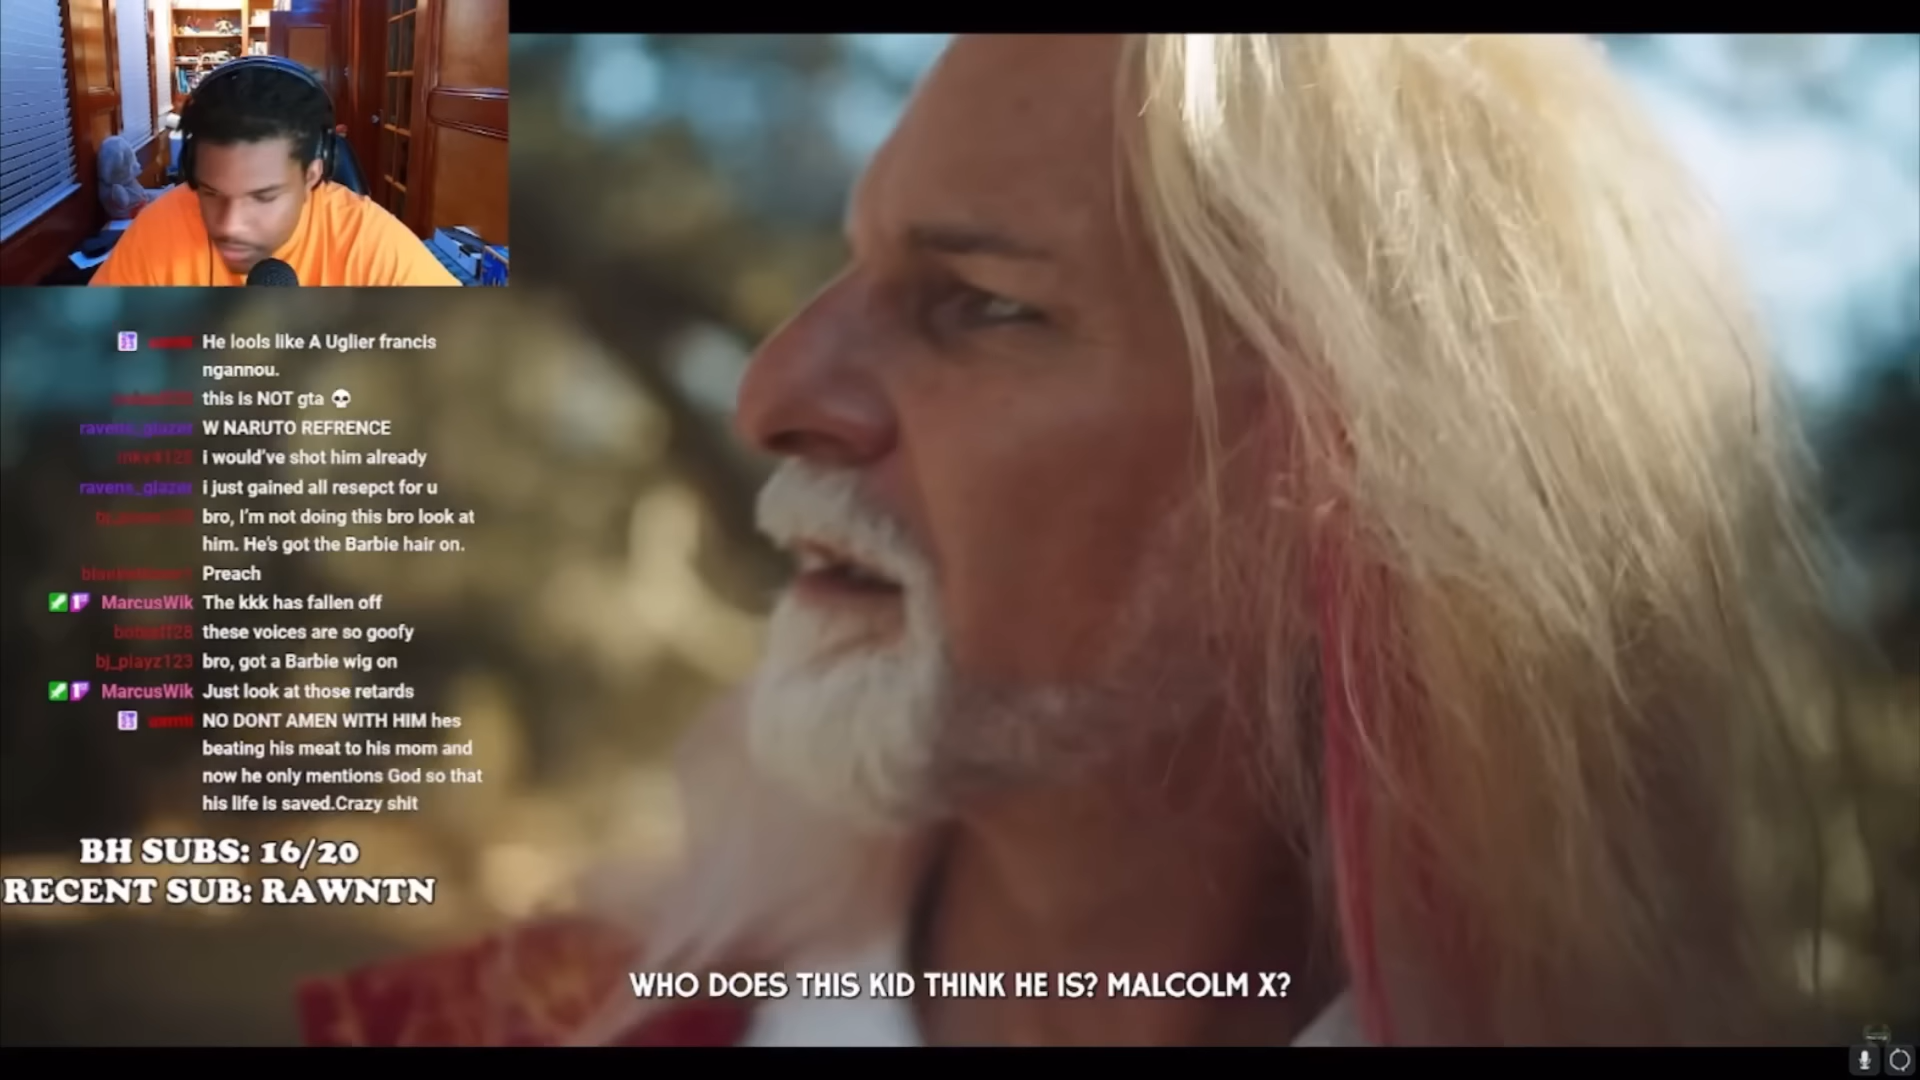 He lools like A Uglier francis
ngannou.
this is NOT gta
ravens_glazer W NARUTO REFRENCE
i would've shot him already
ravens_glazer i just gained all resepct for u
bro, I'm not doing this bro look at
him. He's got the Barbie hair on.
Preach
MarcusWik The kkk has fallen off
these voices are so goofy
bj_playz123 bro, got a Barbie wig on
MarcusWik Just look at those retards
NO DONT AMEN WITH HIM hes
beating his meat to his mom and
now he only mentions God so that
his life is saved.Crazy shit
BH SUBS: 16/20
RECENT SUB: RAWNTN
WHO DOES THIS KID THINK HE IS? MALCOLM X?